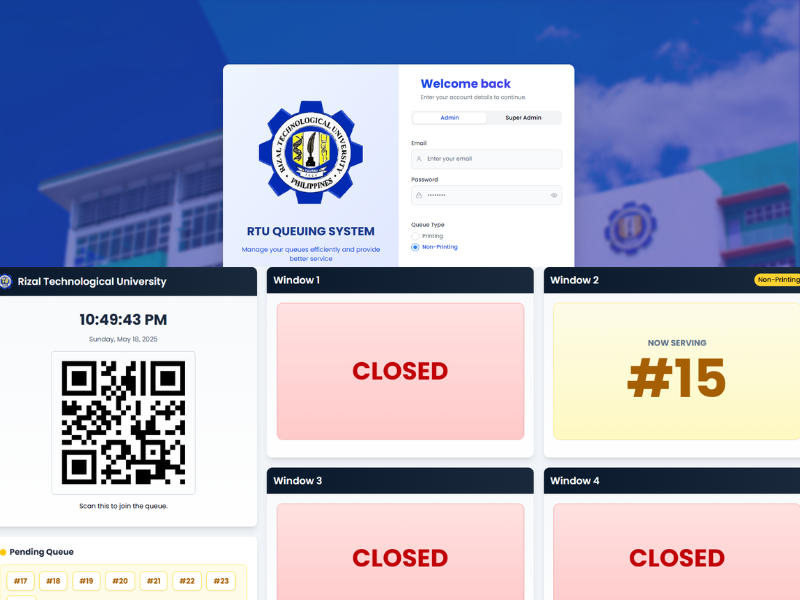 Welcome back
Enter your account details to continue.
Admin
Super Admin
Email
Enter your email
Password
Queue Type
Printing
Non-Printing
RIZAL TECHNOLOGICAL UNIVERSITY
PHILIPPINES
RTU QUEUING SYSTEM
Manage your queues efficiently and provide
better service
Rizal Technological University
10:49:43 PM
Sunday, May 18, 2025
Scan this to join the queue.
Pending Queue
#17 #18 #19 #20 #21 #22 #23
Window 1
CLOSED
Window 2
Non-Printing
NOW SERVING
#15
Window 3
CLOSED
Window 4
CLOSED